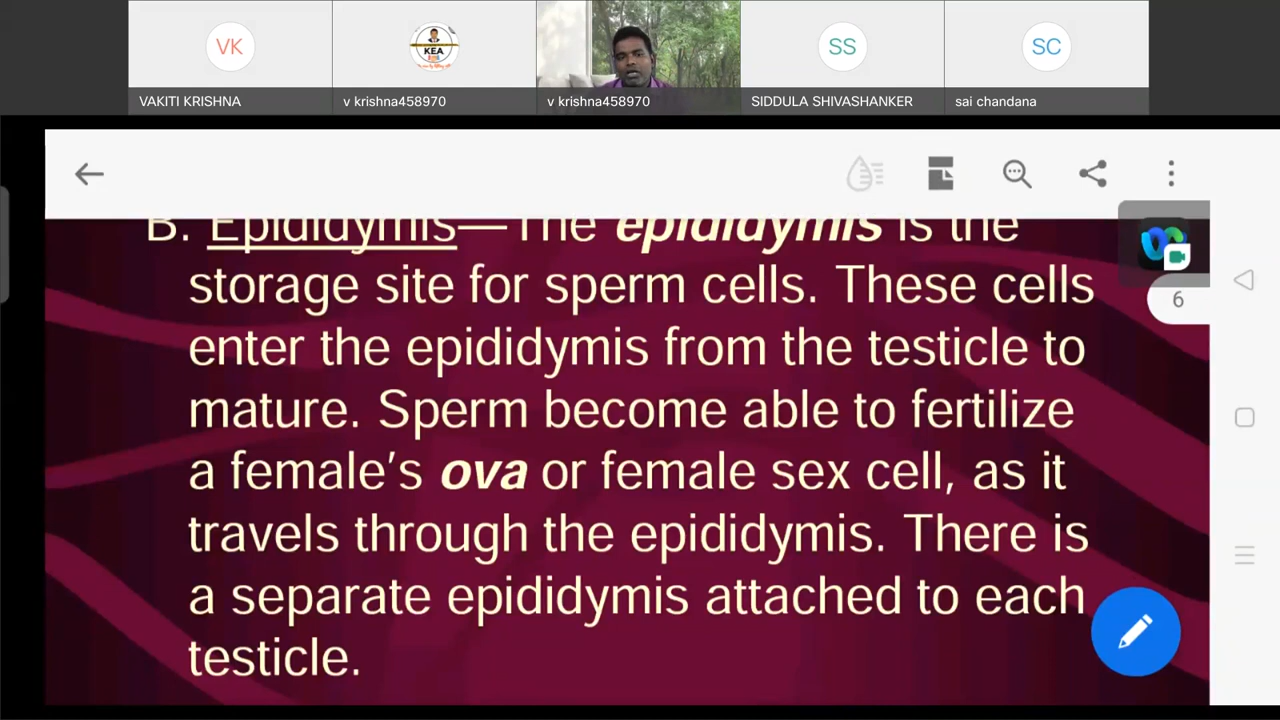 VK
KEA
SS
SC
VAKITI KRISHNA
v krishna458970
v krishna458970
SIDDULA SHIVASHANKER
sai chandana
6
B. Epididymis—The epididymis is the
storage site for sperm cells. These cells
enter the epididymis from the testicle to
mature. Sperm become able to fertilize
a female's ova or female sex cell, as it
travels through the epididymis. There is
a separate epididymis attached to each
testicle.